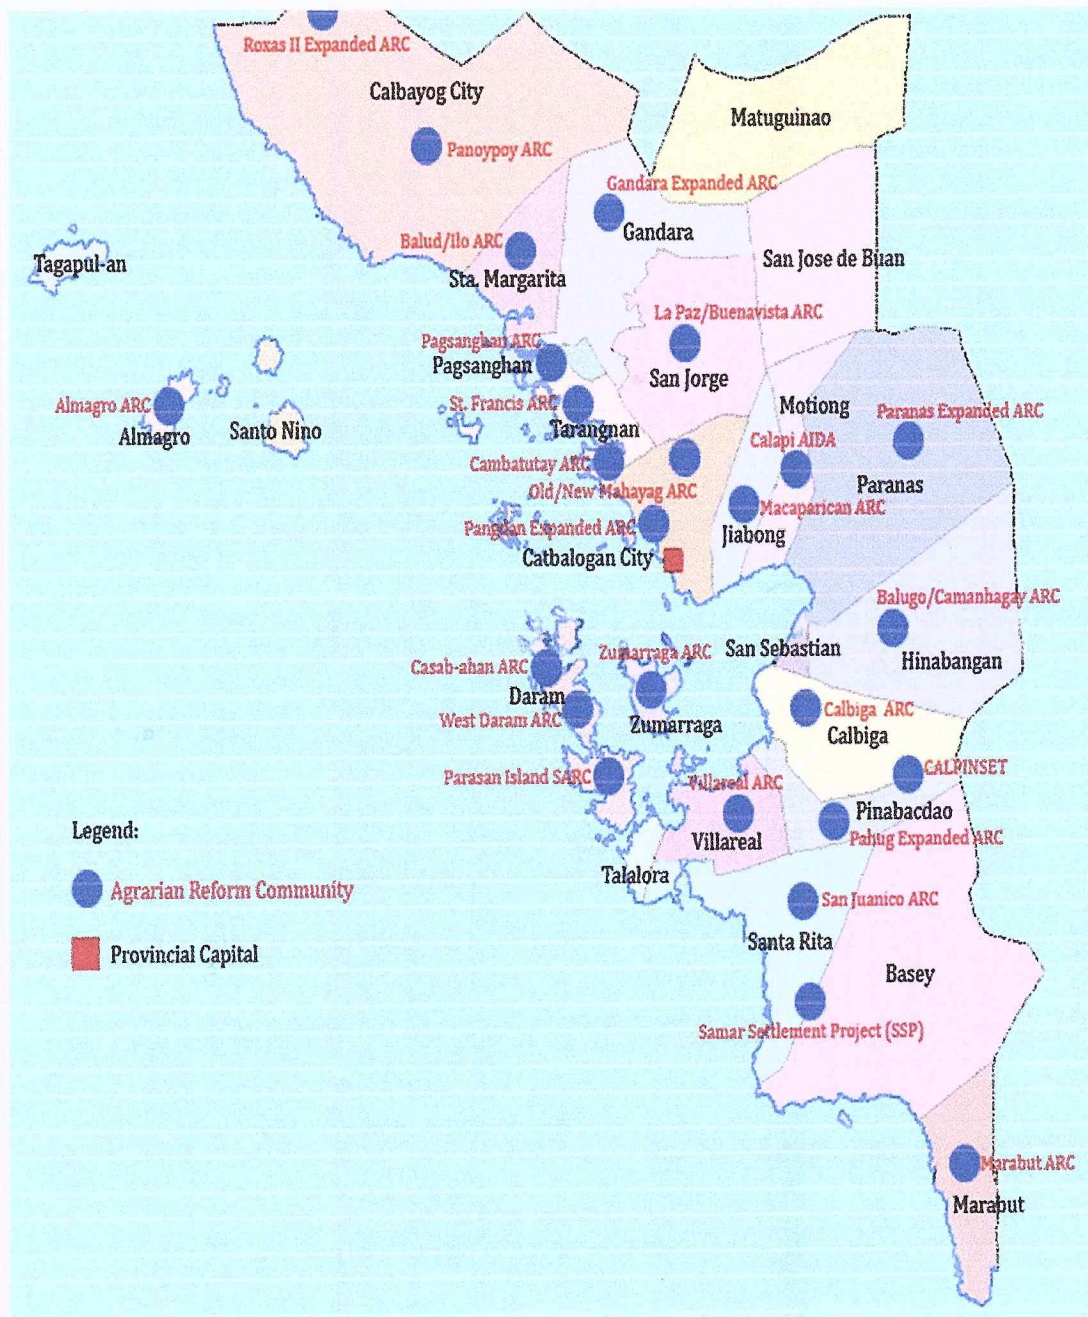 Roxas II Expanded ARC
Calbayog City
Matuguinao
Panoypoy ARC
Gandara Expanded ARC
Gandara
Balud/Ilo ARC
Sta. Margarita
San Jose de Buan
Tagapul-an
La Paz/Buenavista ARC
Pagsanghan ARC
Pagsanghan
San Jorge
Almagro ARC
Almagro
Santo Nino
St. Francis ARC
Tarangnan
Motiong
Paranas Expanded ARC
Calapi AIDA
Cambatutay ARC
Old/New Mahayag ARC
Paranas
Macaparican ARC
Pangdan Expanded ARC
Jiabong
Catbalogan City
Balugo/Camanhagay ARC
San Sebastian
Hinabangan
Casab-ahan ARC
Zumarraga ARC
Daram
West Daram ARC
Zumarraga
Calbiga ARC
Calbiga
Parasan Island SARC
CALPINSET
Villareal ARC
Villareal
Pinabacdao
Pahug Expanded ARC
Talalora
Legend:
Agrarian Reform Community
Provincial Capital
San Juanico ARC
Santa Rita
Basey
Samar Settlement Project (SSP)
Marabut ARC
Marabut